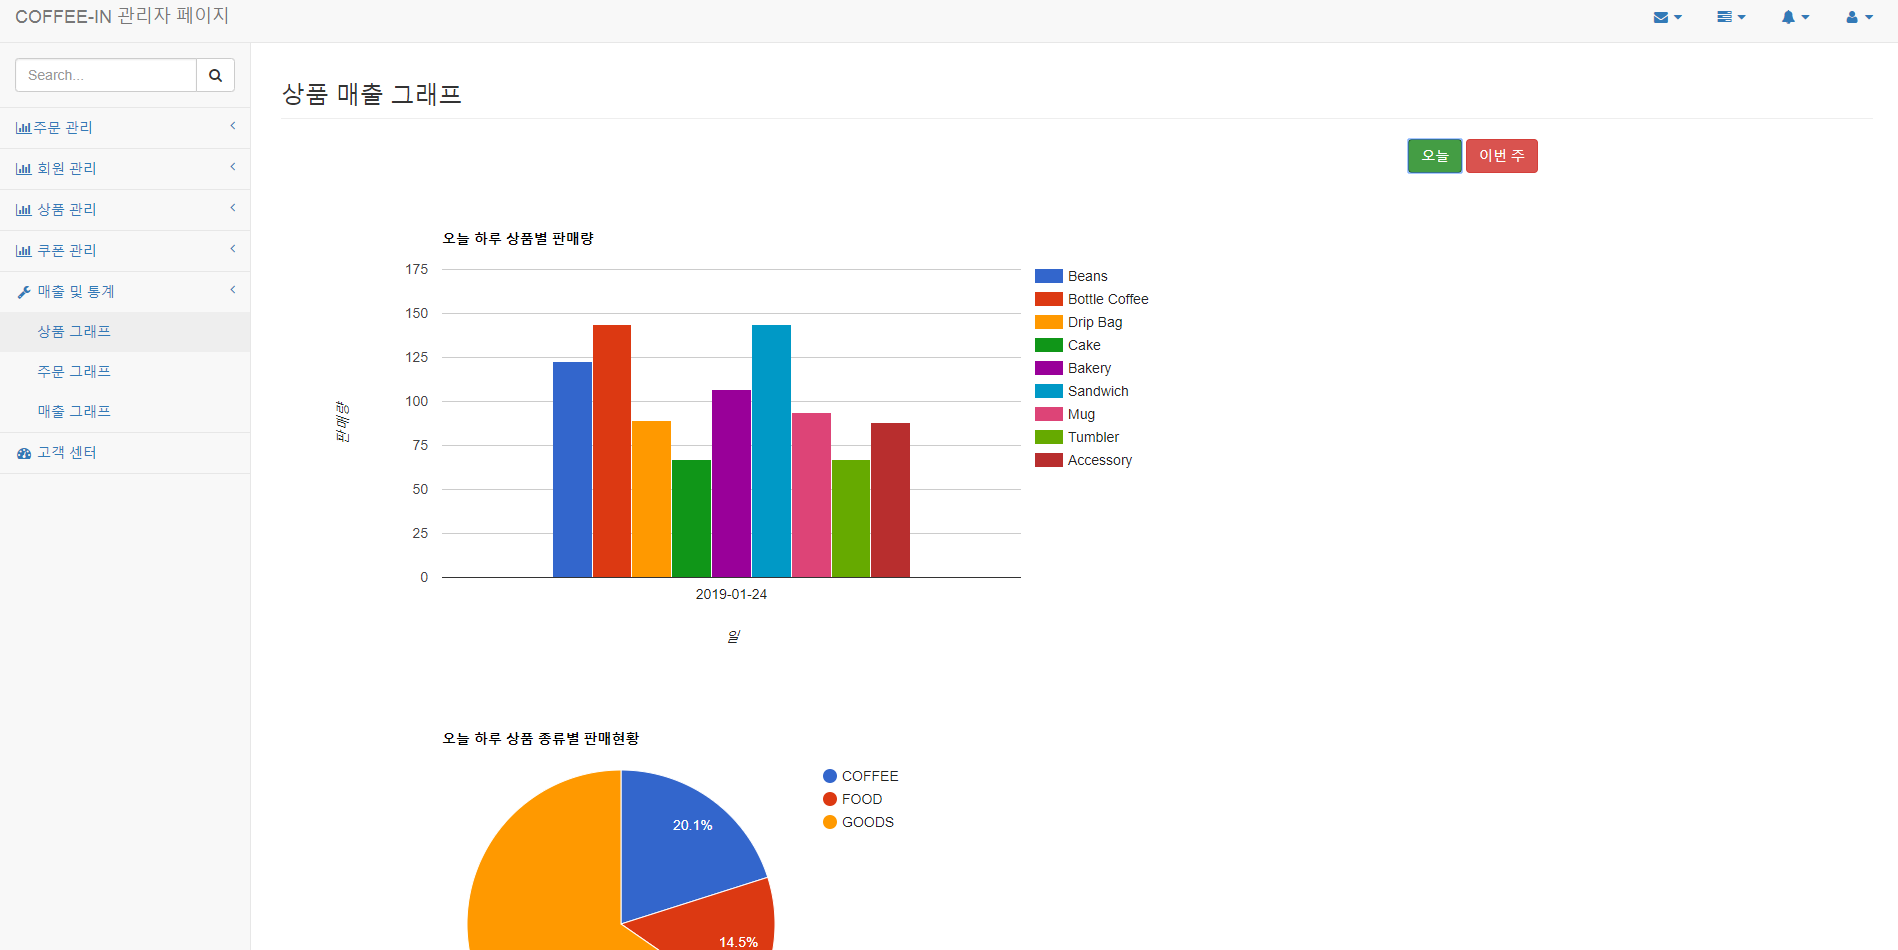 COFFEE-IN 관리자 페이지
Search...
주문 관리
회원 관리
상품 관리
쿠폰 관리
매출 및 통계
상품 그래프
주문 그래프
매출 그래프
고객 센터
상품 매출 그래프
오늘 이번 주
오늘 하루 상품별 판매량
175
150
125
100
75
50
25
0
판매량
2019-01-24
일
Beans
Bottle Coffee
Drip Bag
Cake
Bakery
Sandwich
Mug
Tumbler
Accessory
오늘 하루 상품 종류별 판매현황
20.1%
14.5%
COFFEE
FOOD
GOODS